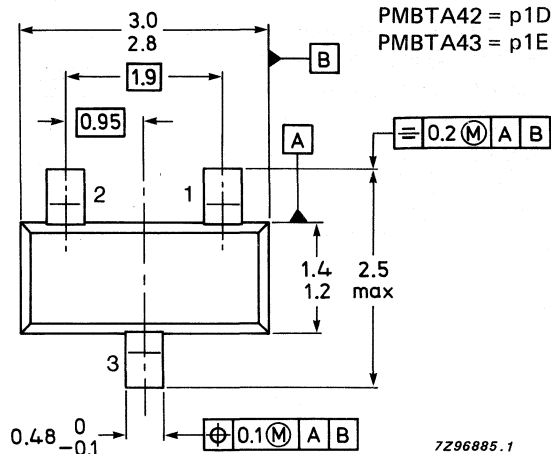 3.0
2.8
PMBTA42 = p1D
PMBTA43 = p1E
B
1.9
0.95
A
⌯ 0.2 Ⓜ A B
2 1
1.4
1.2
2.5
max
3
0.48 0
−0.1
⌖ 0.1 Ⓜ A B
7Z96885.1